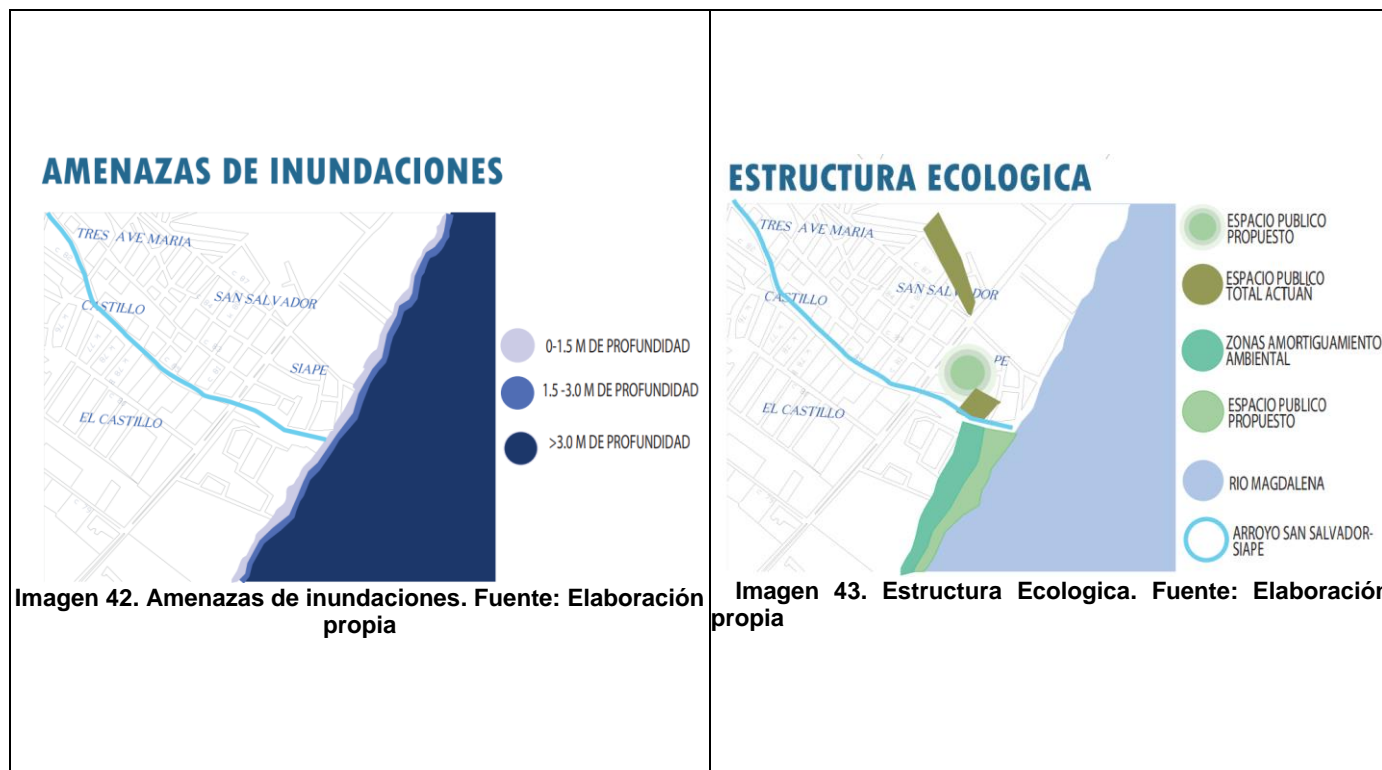 AMENAZAS DE INUNDACIONES
TRES AVE MARIA
CASTILLO
SAN SALVADOR
SIAPE
EL CASTILLO
0-1.5 M DE PROFUNDIDAD
1.5 -3.0 M DE PROFUNDIDAD
>3.0 M DE PROFUNDIDAD
Imagen 42. Amenazas de inundaciones. Fuente: Elaboración
propia
ESTRUCTURA ECOLOGICA
TRES AVE MARIA
CASTILLO
SAN SALVADOR
PE
EL CASTILLO
ESPACIO PUBLICO
PROPUESTO
ESPACIO PUBLICO
TOTAL ACTUAÑ
ZONAS AMORTIGUAMIENTO
AMBIENTAL
ESPACIO PUBLICO
PROPUESTO
RIO MAGDALENA
ARROYO SAN SALVADOR-
SIAPE
Imagen 43. Estructura Ecologica. Fuente: Elaboración
propia